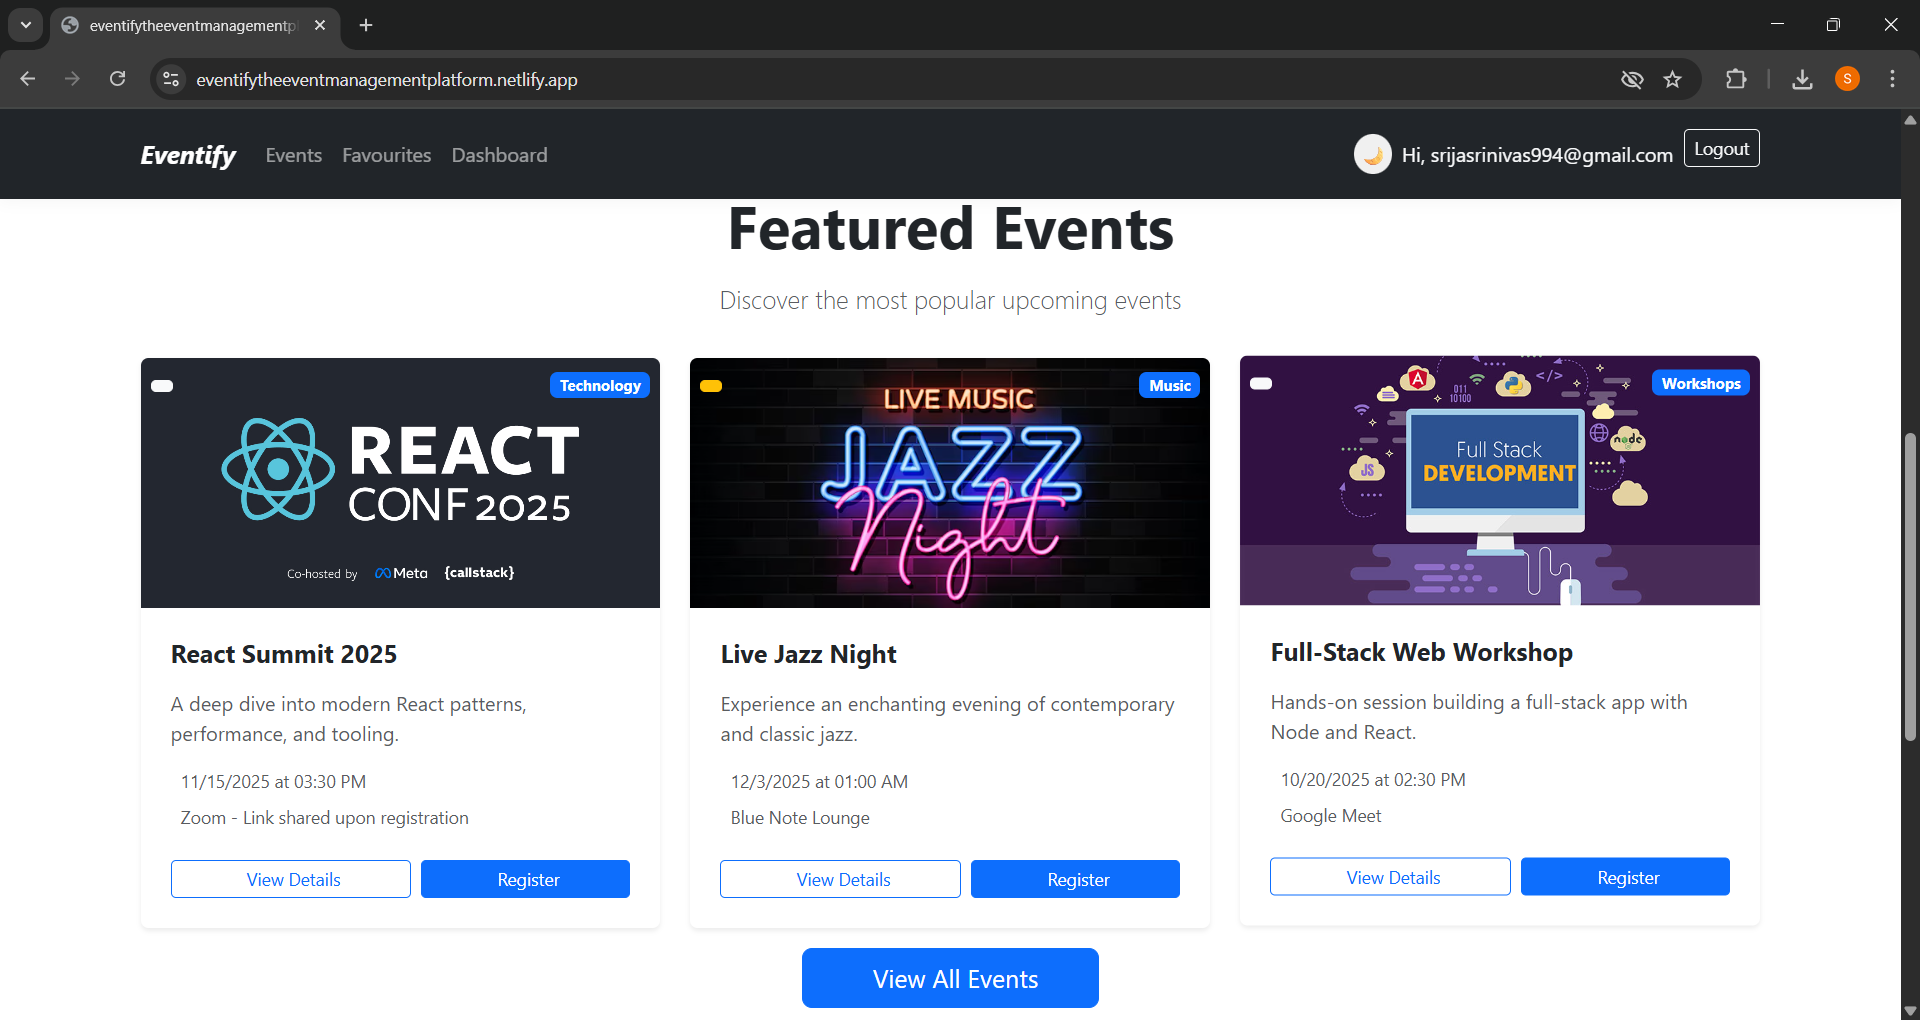 eventifytheeventmanagementp
eventifytheeventmanagementplatform.netlify.app
S
Eventify
Events
Favourites
Dashboard
Hi, srijasrinivas994@gmail.com
Logout
Featured Events
Discover the most popular upcoming events
Technology
REACT
CONF 2025
Co-hosted by Meta {callstack}
React Summit 2025
A deep dive into modern React patterns,
performance, and tooling.
11/15/2025 at 03:30 PM
Zoom - Link shared upon registration
View Details
Register
Music
LIVE MUSIC
JAZZ
Night
Live Jazz Night
Experience an enchanting evening of contemporary
and classic jazz.
12/3/2025 at 01:00 AM
Blue Note Lounge
View Details
Register
Workshops
A
011
10100
</>
JS
node
Full Stack
DEVELOPMENT
Full-Stack Web Workshop
Hands-on session building a full-stack app with
Node and React.
10/20/2025 at 02:30 PM
Google Meet
View Details
Register
View All Events